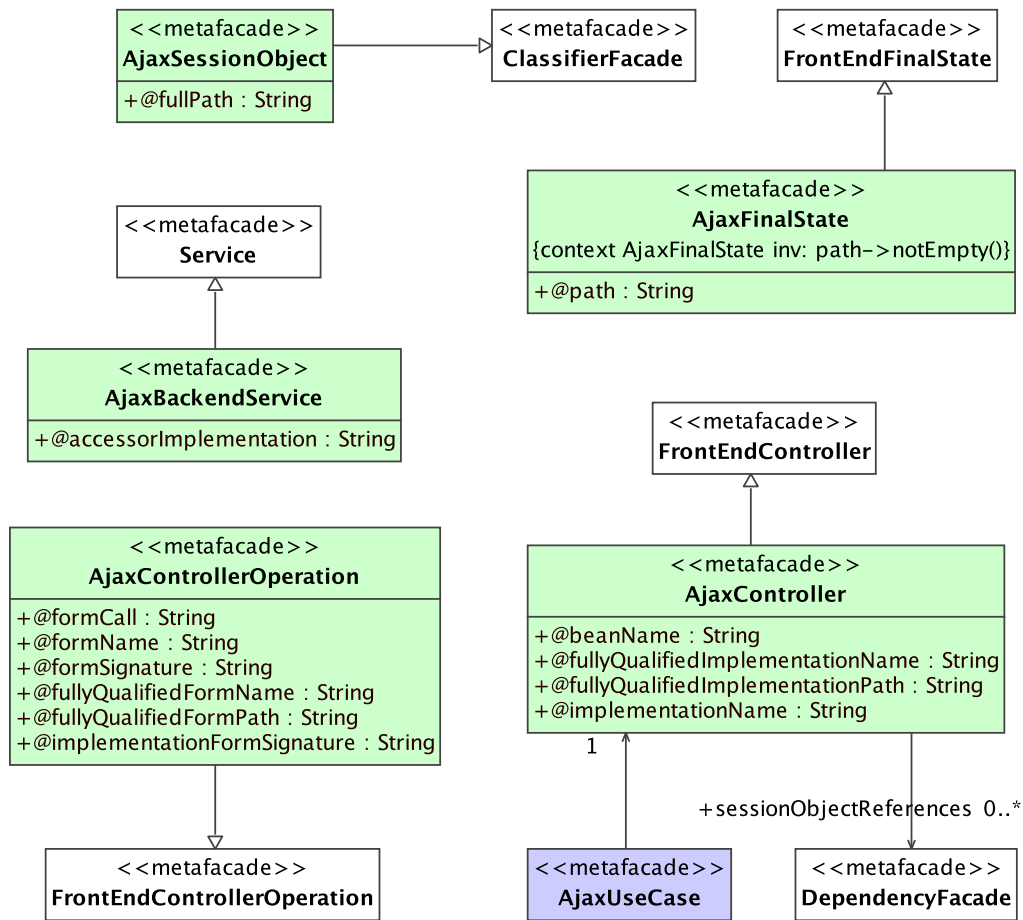 <<metafacade>>
AjaxSessionObject
+@fullPath : String
<<metafacade>>
ClassifierFacade
<<metafacade>>
FrontEndFinalState
<<metafacade>>
AjaxFinalState
{context AjaxFinalState inv: path->notEmpty()}
+@path : String
<<metafacade>>
Service
<<metafacade>>
AjaxBackendService
+@accessorImplementation : String
<<metafacade>>
FrontEndController
<<metafacade>>
AjaxControllerOperation
+@formCall : String
+@formName : String
+@formSignature : String
+@fullyQualifiedFormName : String
+@fullyQualifiedFormPath : String
+@implementationFormSignature : String
<<metafacade>>
AjaxController
+@beanName : String
+@fullyQualifiedImplementationName : String
+@fullyQualifiedImplementationPath : String
+@implementationName : String
1
+sessionObjectReferences 0..*
<<metafacade>>
FrontEndControllerOperation
<<metafacade>>
AjaxUseCase
<<metafacade>>
DependencyFacade